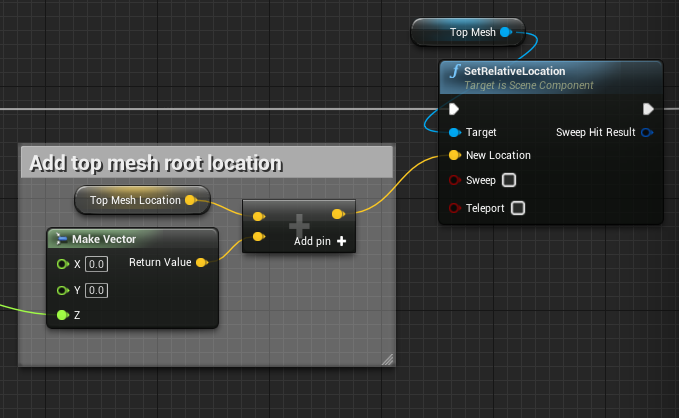 Top Mesh
f SetRelativeLocation
Target is Scene Component
Target
Sweep Hit Result
New Location
Sweep
Teleport
Add top mesh root location
Top Mesh Location
Add pin +
Make Vector
X 0.0
Return Value
Y 0.0
Z